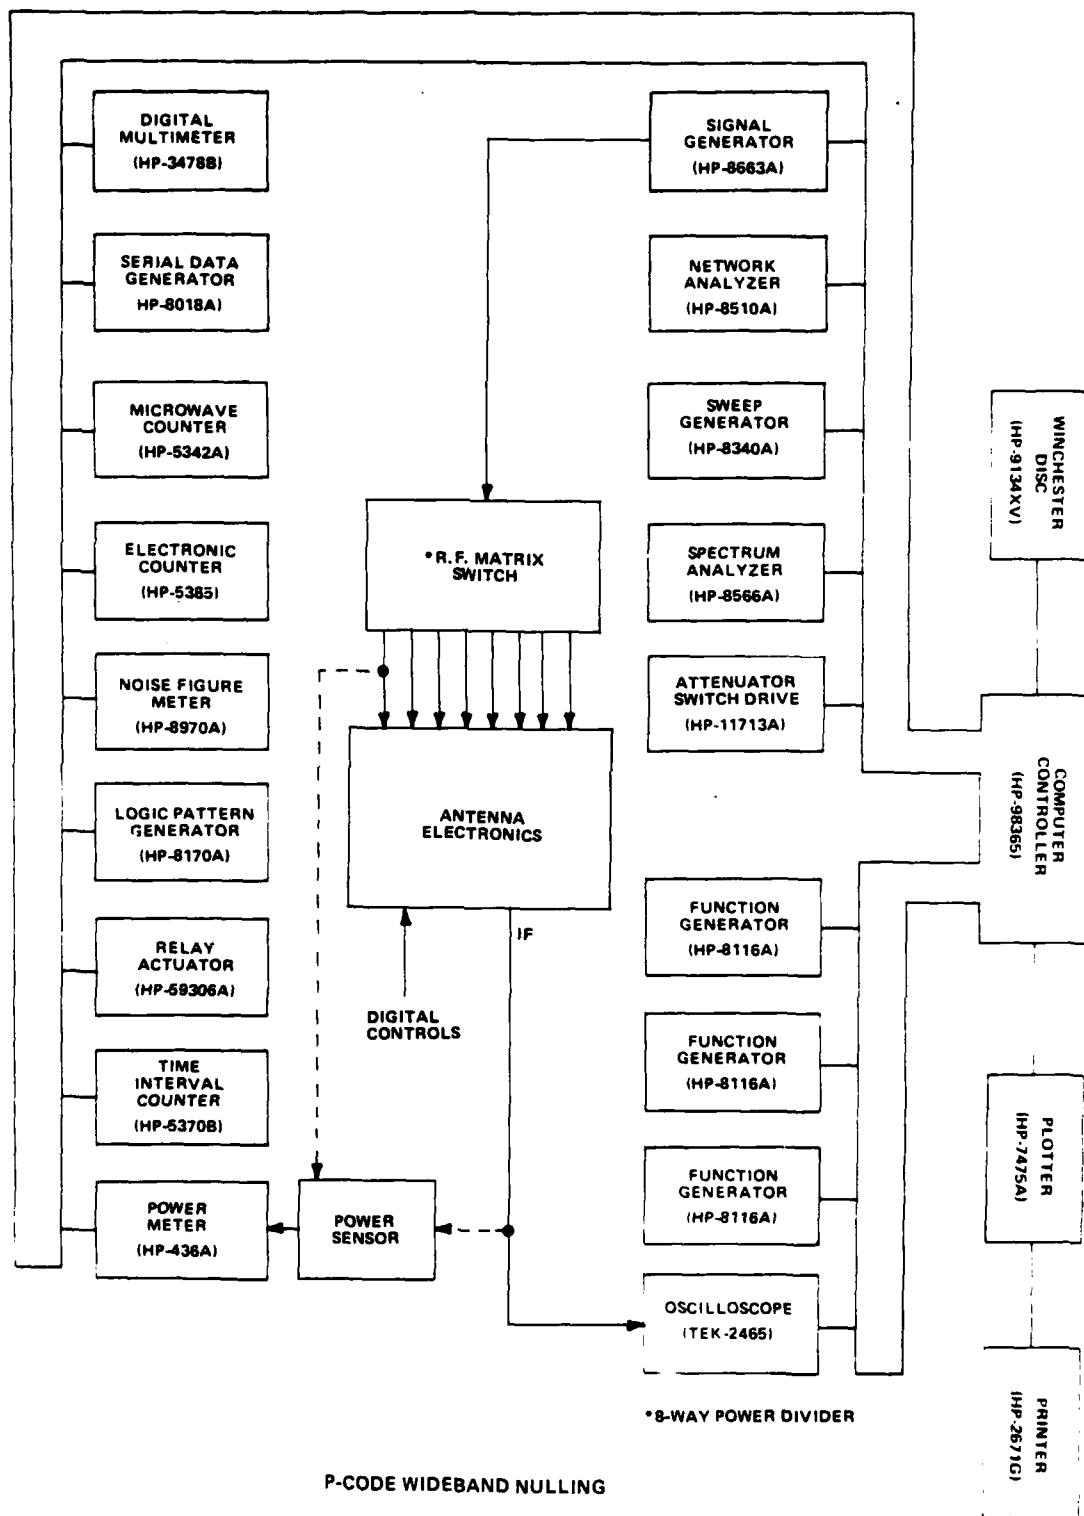 DIGITAL
MULTIMETER
(HP-3478B)
SERIAL DATA
GENERATOR
HP-8018A)
MICROWAVE
COUNTER
(HP-5342A)
ELECTRONIC
COUNTER
(HP-5385)
NOISE FIGURE
METER
(HP-8970A)
LOGIC PATTERN
GENERATOR
(HP-8170A)
RELAY
ACTUATOR
(HP-59306A)
TIME
INTERVAL
COUNTER
(HP-5370B)
POWER
METER
(HP-436A)
POWER
SENSOR
*R.F. MATRIX
SWITCH
ANTENNA
ELECTRONICS
IF
DIGITAL
CONTROLS
SIGNAL
GENERATOR
(HP-8663A)
NETWORK
ANALYZER
(HP-8510A)
SWEEP
GENERATOR
(HP-8340A)
SPECTRUM
ANALYZER
(HP-8566A)
ATTENUATOR
SWITCH DRIVE
(HP-11713A)
FUNCTION
GENERATOR
(HP-8116A)
FUNCTION
GENERATOR
(HP-8116A)
FUNCTION
GENERATOR
(HP-8116A)
OSCILLOSCOPE
(TEK-2465)
WINCHESTER
DISC
(HP-9134XV)
COMPUTER
CONTROLLER
(HP-98365)
PLOTTER
(HP-7475A)
PRINTER
(HP-2671G)
*8-WAY POWER DIVIDER
P-CODE WIDEBAND NULLING